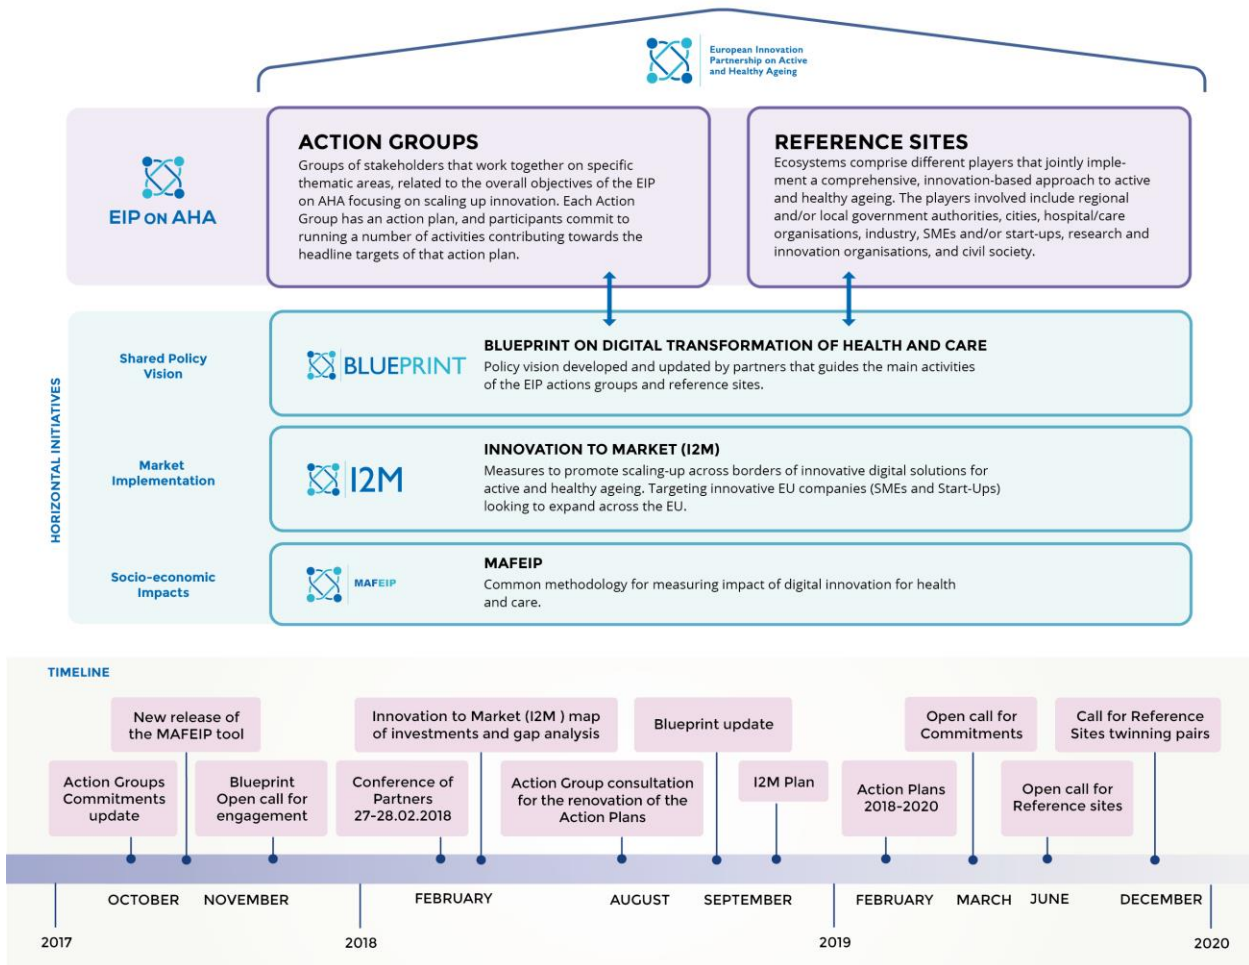 European Innovation
Partnership on Active
and Healthy Ageing
EIP ON AHA
ACTION GROUPS
Groups of stakeholders that work together on specific
thematic areas, related to the overall objectives of the EIP
on AHA focusing on scaling up innovation. Each Action
Group has an action plan, and participants commit to
running a number of activities contributing towards the
headline targets of that action plan.
REFERENCE SITES
Ecosystems comprise different players that jointly imple-
ment a comprehensive, innovation-based approach to active
and healthy ageing. The players involved include regional
and/or local government authorities, cities, hospital/care
organisations, industry, SMEs and/or start-ups, research and
innovation organisations, and civil society.
HORIZONTAL INITIATIVES
Shared Policy
Vision
BLUEPRINT
BLUEPRINT ON DIGITAL TRANSFORMATION OF HEALTH AND CARE
Policy vision developed and updated by partners that guides the main activities
of the EIP actions groups and reference sites.
Market
Implementation
I2M
INNOVATION TO MARKET (I2M)
Measures to promote scaling-up across borders of innovative digital solutions for
active and healthy ageing. Targeting innovative EU companies (SMEs and Start-Ups)
looking to expand across the EU.
Socio-economic
Impacts
MAFEIP
MAFEIP
Common methodology for measuring impact of digital innovation for health
and care.
TIMELINE
Action Groups
Commitments
update
New release of
the MAFEIP tool
Blueprint
Open call for
engagement
Conference of
Partners
27-28.02.2018
Innovation to Market (I2M ) map
of investments and gap analysis
Action Group consultation
for the renovation of the
Action Plans
Blueprint update
I2M Plan
Action Plans
2018-2020
Open call for
Commitments
Open call for
Reference sites
Call for Reference
Sites twinning pairs
OCTOBER
NOVEMBER
FEBRUARY
AUGUST
SEPTEMBER
FEBRUARY
MARCH
JUNE
DECEMBER
2017
2018
2019
2020